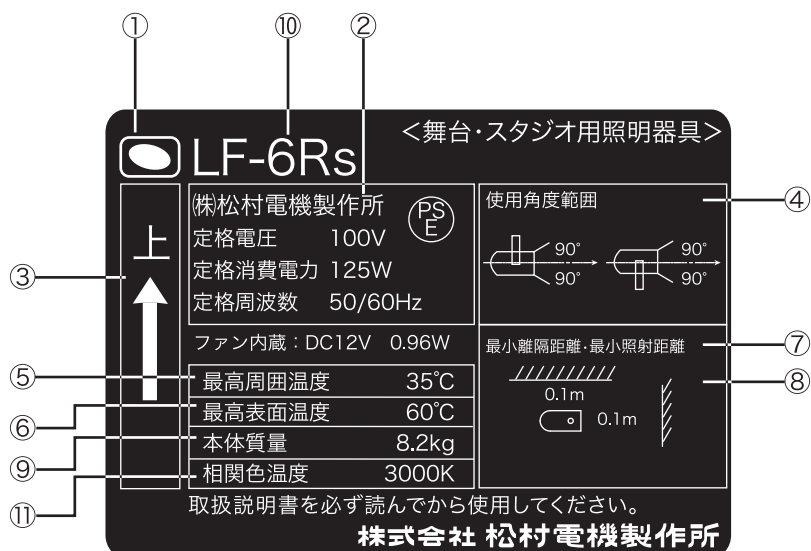 ① ⑩ ②
<舞台・スタジオ用照明器具>
LF-6Rs
(株)松村電機製作所
PS
E
定格電圧 100V
定格消費電力 125W
定格周波数 50/60Hz
ファン内蔵:DC12V 0.96W
③
上
使用角度範囲
④
90° 90°
90° 90°
最小離隔距離・最小照射距離
⑦
⑧
0.1m
0.1m
⑤
最高周囲温度 35℃
⑥
最高表面温度 60℃
⑨
本体質量 8.2kg
⑪
相関色温度 3000K
取扱説明書を必ず読んでから使用してください。
株式会社 松村電機製作所